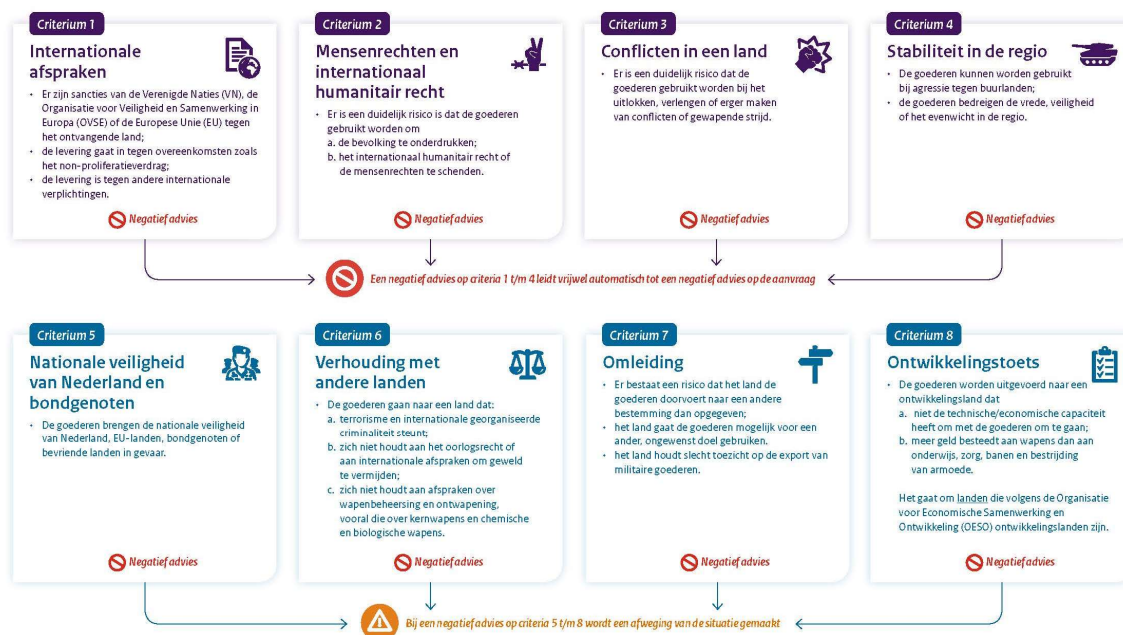 Criterium 1
Internationale
afspraken
• Er zijn sancties van de Verenigde Naties (VN), de
Organisatie voor Veiligheid en Samenwerking in
Europa (OVSE) of de Europese Unie (EU) tegen
het ontvangende land;
• de levering gaat in tegen overeenkomsten zoals
het non-proliferatieverdrag;
• de levering is tegen andere internationale
verplichtingen.
Negatief advies
Criterium 2
Mensenrechten en
internationaal
humanitair recht
• Er is een duidelijk risico is dat de goederen
gebruikt worden om
a. de bevolking te onderdrukken;
b. het internationaal humanitair recht of
de mensenrechten te schenden.
Negatief advies
Criterium 3
Conflicten in een land
• Er is een duidelijk risico dat de
goederen gebruikt worden bij het
uitlokken, verlengen of erger maken
van conflicten of gewapende strijd.
Negatief advies
Criterium 4
Stabiliteit in de regio
• De goederen kunnen worden gebruikt
bij agressie tegen buurlanden;
• de goederen bedreigen de vrede, veiligheid
of het evenwicht in de regio.
Negatief advies
Een negatief advies op criteria 1 t/m 4 leidt vrijwel automatisch tot een negatief advies op de aanvraag
Criterium 5
Nationale veiligheid
van Nederland en
bondgenoten
• De goederen brengen de nationale veiligheid
van Nederland, EU-landen, bondgenoten of
bevriende landen in gevaar.
Negatief advies
Criterium 6
Verhouding met
andere landen
• De goederen gaan naar een land dat:
a. terrorisme en internationale georganiseerde
criminaliteit steunt;
b. zich niet houdt aan het oorlogsrecht of
aan internationale afspraken om geweld
te vermijden;
c. zich niet houdt aan afspraken over
wapenbeheersing en ontwapening,
vooral die over kernwapens en chemische
en biologische wapens.
Negatief advies
Criterium 7
Omleiding
• Er bestaat een risico dat het land de
goederen doorvoert naar een andere
bestemming dan opgegeven;
• het land gaat de goederen mogelijk voor een
ander, ongewenst doel gebruiken.
• het land houdt slecht toezicht op de export van
militaire goederen.
Negatief advies
Criterium 8
Ontwikkelingstoets
• De goederen worden uitgevoerd naar een
ontwikkelingsland dat
a. niet de technische/economische capaciteit
heeft om met de goederen om te gaan;
b. meer geld besteedt aan wapens dan aan
onderwijs, zorg, banen en bestrijding
van armoede.
Het gaat om landen die volgens de Organisatie
voor Economische Samenwerking en
Ontwikkeling (OESO) ontwikkelingslanden zijn.
Negatief advies
Bij een negatief advies op criteria 5 t/m 8 wordt een afweging van de situatie gemaakt